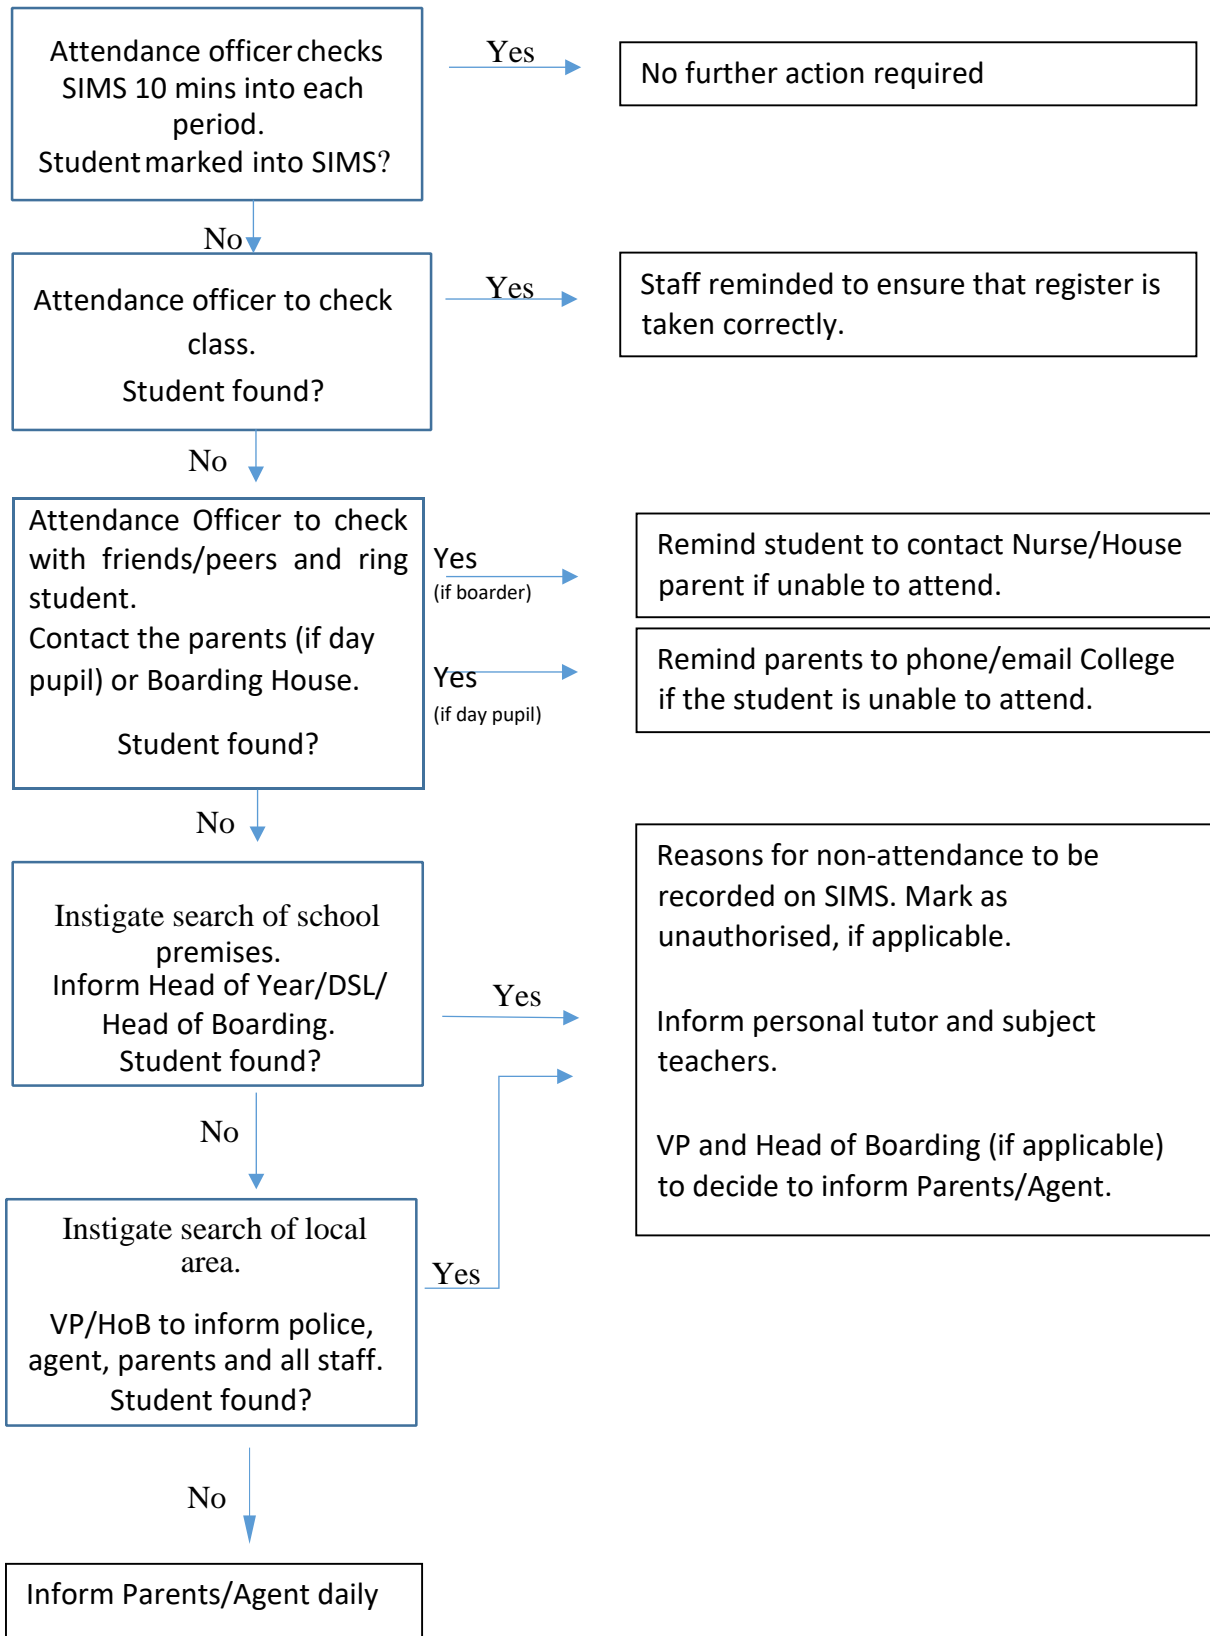 Attendance officer checks
SIMS 10 mins into each
period.
Student marked into SIMS?
Yes
No further action required
No
Attendance officer to check
class.
Student found?
Yes
Staff reminded to ensure that register is
taken correctly.
No
Attendance Officer to check
with friends/peers and ring
student.
Contact the parents (if day
pupil) or Boarding House.
Student found?
Yes
(if boarder)
Remind student to contact Nurse/House
parent if unable to attend.
Yes
(if day pupil)
Remind parents to phone/email College
if the student is unable to attend.
No
Instigate search of school
premises.
Inform Head of Year/DSL/
Head of Boarding.
Student found?
Yes
Reasons for non-attendance to be
recorded on SIMS. Mark as
unauthorised, if applicable.
Inform personal tutor and subject
teachers.
VP and Head of Boarding (if applicable)
to decide to inform Parents/Agent.
No
Instigate search of local
area.
VP/HoB to inform police,
agent, parents and all staff.
Student found?
Yes
No
Inform Parents/Agent daily